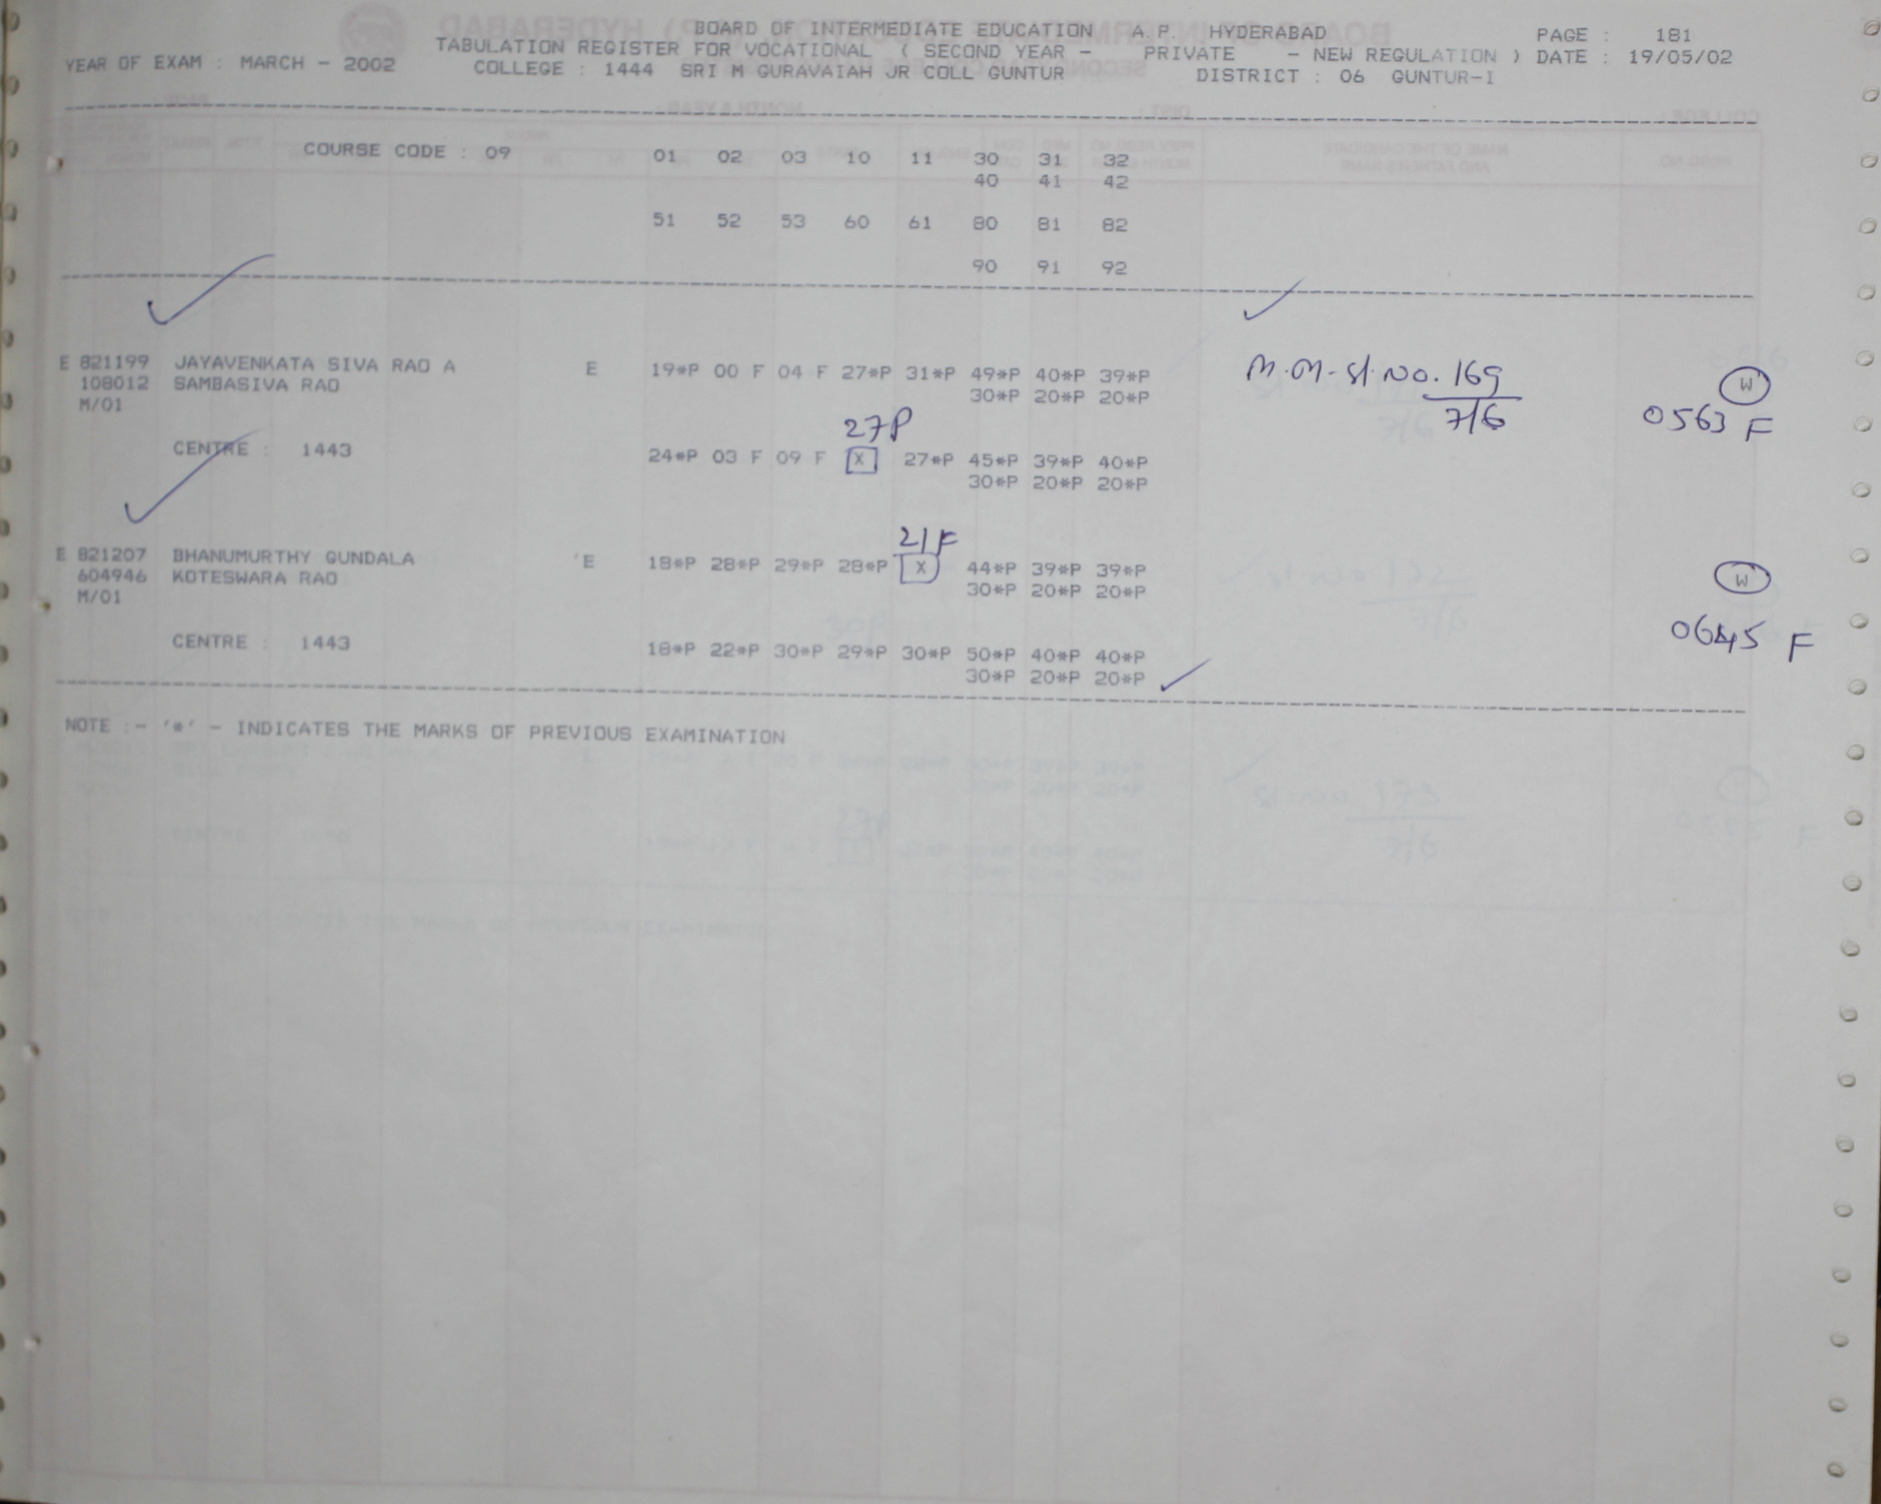 BOARD OF INTERMEDIATE EDUCATION A.P. HYDERABAD PAGE : 181
TABULATION REGISTER FOR VOCATIONAL ( SECOND YEAR - PRIVATE - NEW REGULATION ) DATE : 19/05/02
YEAR OF EXAM : MARCH - 2002 COLLEGE : 1444 SRI M GURAVAIAH JR COLL GUNTUR DISTRICT : 06 GUNTUR-I
COURSE CODE : 09 01 02 03 10 11 30 31 32
40 41 42
51 52 53 60 61 80 81 82
90 91 92
E 821199 JAYAVENKATA SIVA RAO A E 19*P 00 F 04 F 27*P 31*P 49*P 40*P 39*P M.M-Sl.No. 169 W
108012 SAMBASIVA RAO 30*P 20*P 20*P 7/6 0563 F
M/01
27P
CENTRE : 1443 24*P 03 F 09 F X 27*P 45*P 39*P 40*P
30*P 20*P 20*P
21F
E 821207 BHANUMURTHY GUNDALA 'E 18*P 28*P 29*P 28*P X 44*P 39*P 39*P W
604946 KOTESWARA RAO 30*P 20*P 20*P
M/01
0645 F
CENTRE : 1443 18*P 22*P 30*P 29*P 30*P 50*P 40*P 40*P
30*P 20*P 20*P
NOTE :- '*' - INDICATES THE MARKS OF PREVIOUS EXAMINATION